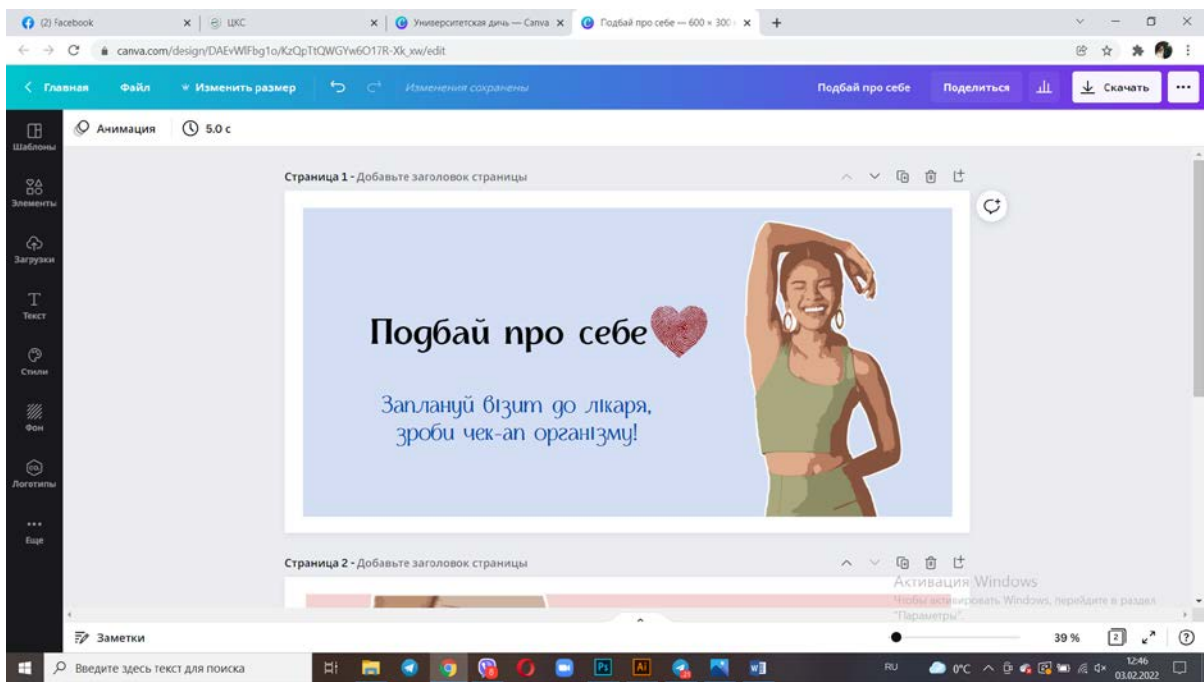 (2) Facebook
ЦКС
Университетская дичь — Canva
Подбай про себе — 600 × 300
canva.com/design/DAEvWlFbg1o/KzQpTtQWGYw6O17R-Xk_xw/edit
Главная Файл Изменить размер Изменения сохранены Подбай про себе Поделиться Скачать
Анимация 5.0 с
Шаблоны
Элементы
Загрузки
Текст
Стили
Фон
Логотипы
Еще
Страница 1 - Добавьте заголовок страницы
Подбай про себе
Заплануй візит до лікаря,
зроби чек-ап організму!
Страница 2 - Добавьте заголовок страницы
Активация Windows
Чтобы активировать Windows, перейдите в раздел
"Параметры".
Заметки 39 % 2
Введите здесь текст для поиска
RU 0°C 12:46
03.02.2022